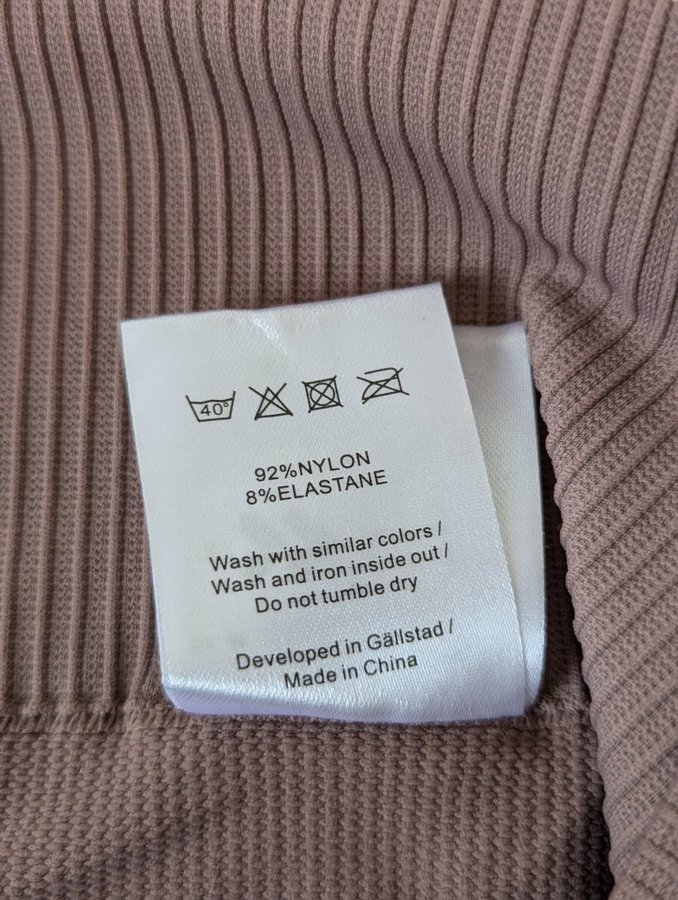 40°
92%NYLON
8%ELASTANE
Wash with similar colors /
Wash and iron inside out /
Do not tumble dry
Developed in Gällstad /
Made in China